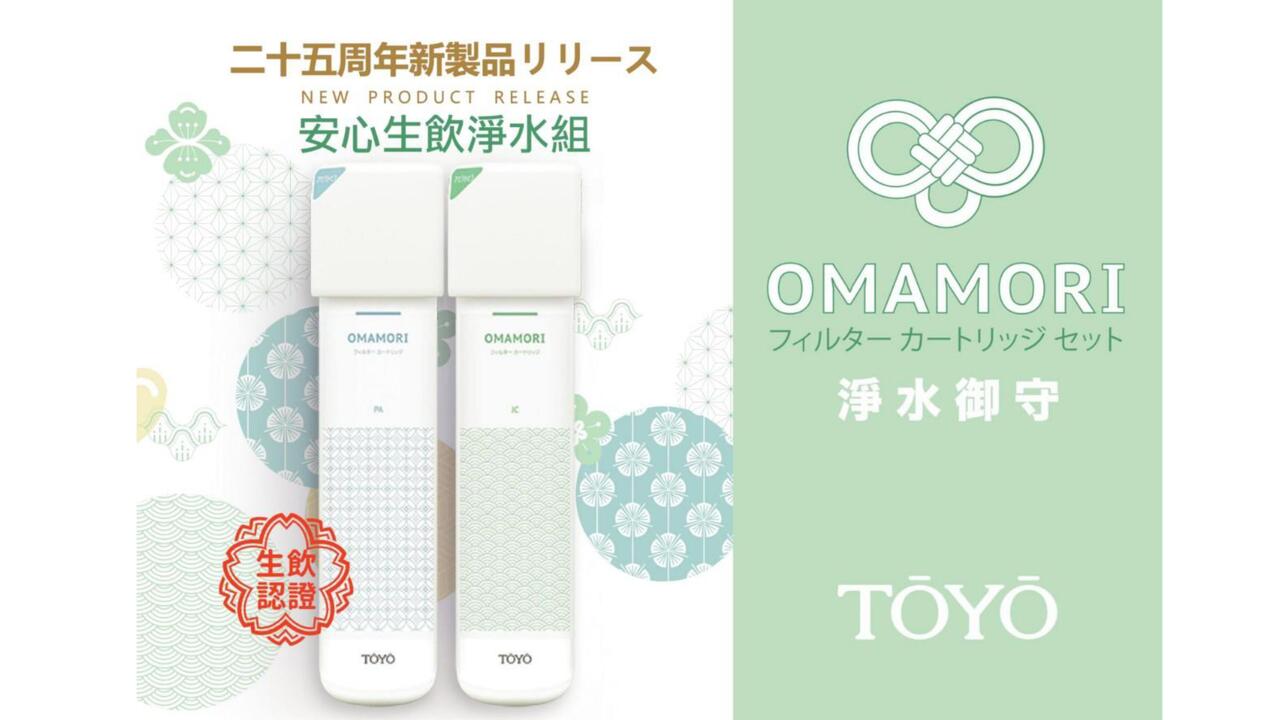 二十五周年新製品リリース
NEW PRODUCT RELEASE
安心生飲淨水組
OMAMORI
フィルター カートリッジ
PA
TŌYŌ
OMAMORI
フィルター カートリッジ
IC
TŌYŌ
生飲
認證
OMAMORI
フィルター カートリッジ セット
淨水御守
TŌYŌ